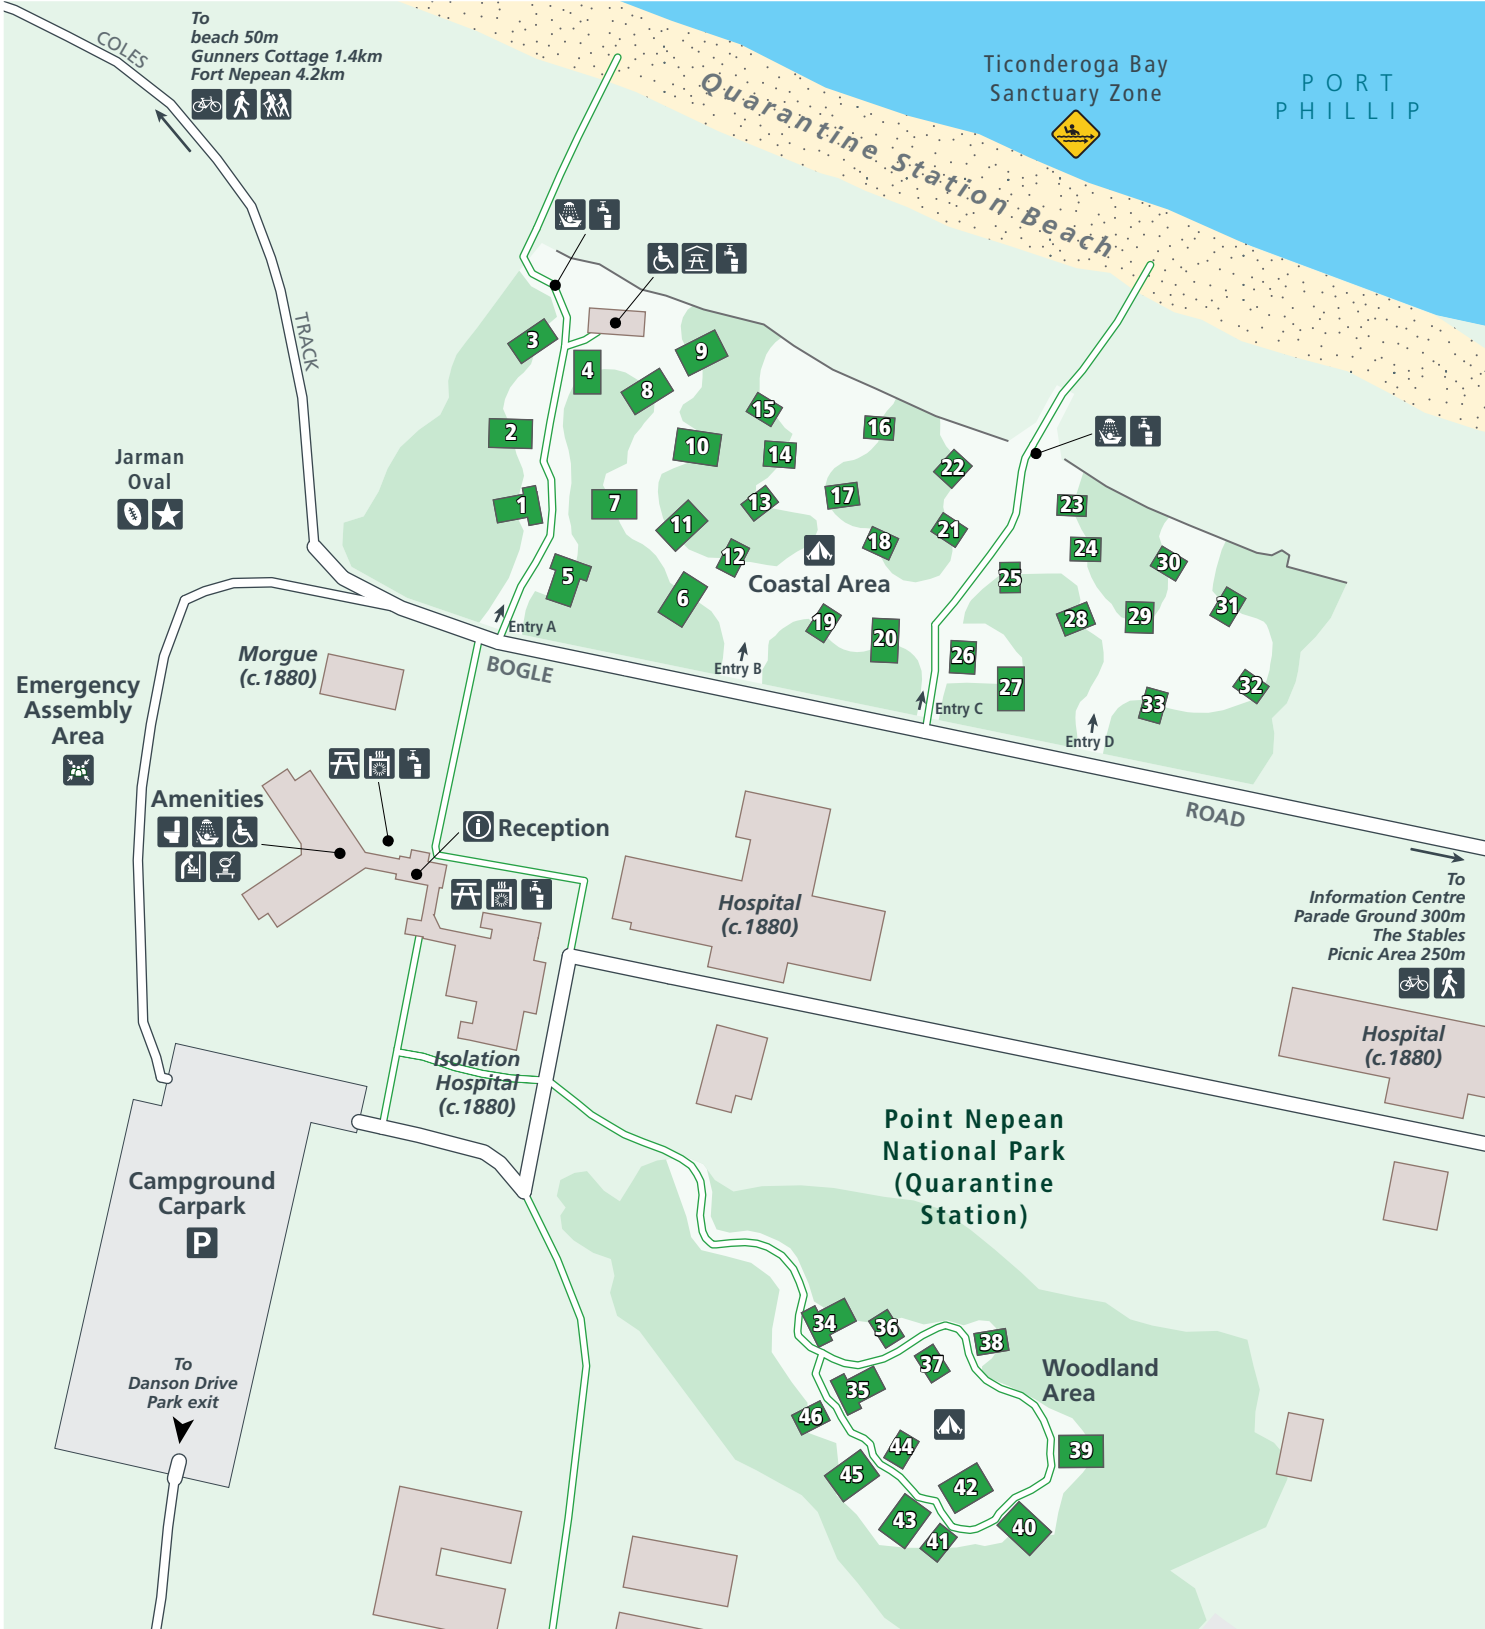 To
beach 50m
Gunners Cottage 1.4km
Fort Nepean 4.2km
COLES
TRACK
Quarantine Station Beach
Ticonderoga Bay
Sanctuary Zone
PORT
PHILLIP
Jarman
Oval
3
4
8
9
2
10
15
14
16
22
1
7
11
13
17
12
18
21
23
24
30
5
6
Coastal Area
25
19
20
28
29
31
26
27
33
32
Entry A
Entry B
Entry C
Entry D
BOGLE
ROAD
Morgue
(c.1880)
Emergency
Assembly
Area
Amenities
i Reception
Hospital
(c.1880)
To
Information Centre
Parade Ground 300m
The Stables
Picnic Area 250m
Hospital
(c.1880)
Isolation
Hospital
(c.1880)
Point Nepean
National Park
(Quarantine
Station)
Campground
Carpark
P
To
Danson Drive
Park exit
34
36
38
37
35
Woodland
Area
46
44
39
45
42
43
41
40